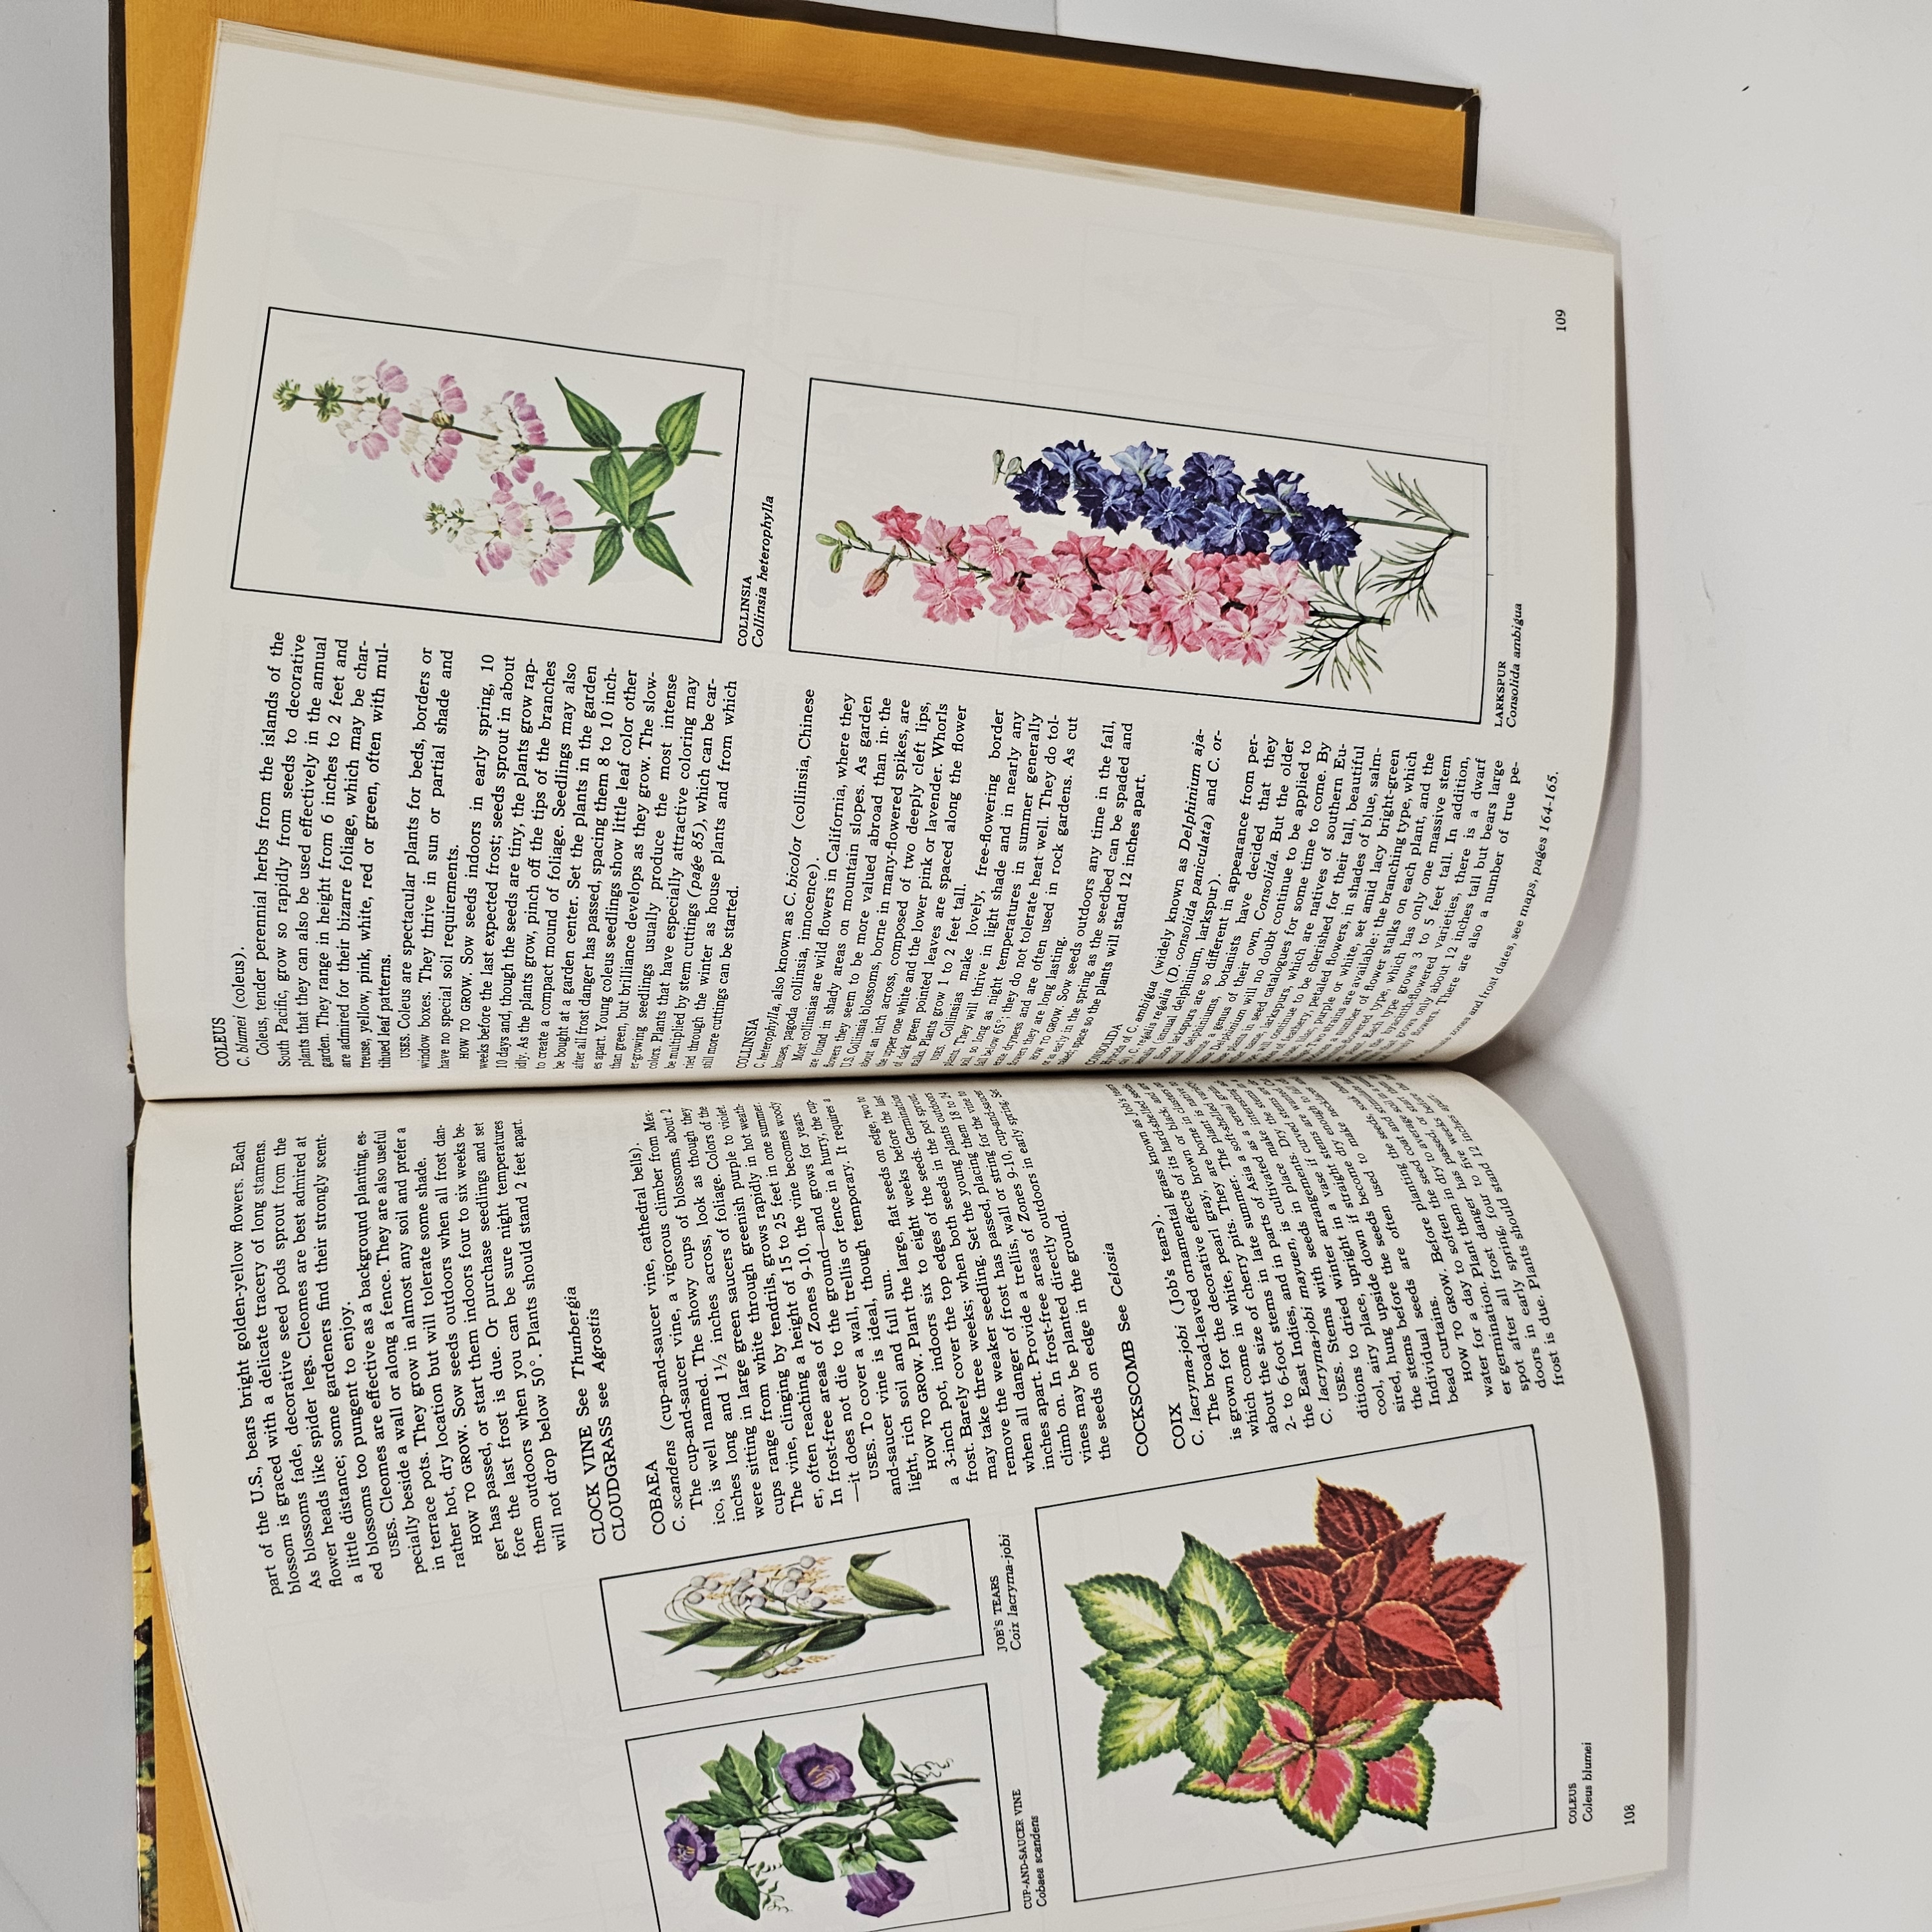 part of the U.S., bears bright golden-yellow flowers. Each
blossom is graced with a delicate tracery of long stamens.
As blossoms fade, decorative seed pods sprout from the
flower heads like spider legs. Cleomes are best admired at
a little distance; some gardeners find their strongly scent-
ed blossoms too pungent to enjoy.
USES. Cleomes are effective as a background planting, es-
pecially beside a wall or along a fence. They are also useful
in terrace pots. They grow in almost any soil and prefer a
rather hot, dry location but will tolerate some shade.
HOW TO GROW. Sow seeds outdoors when all frost dan-
ger has passed, or start them indoors four to six weeks be-
fore the last frost is due. Or purchase seedlings and set
them outdoors when you can be sure night temperatures
will not drop below 50°. Plants should stand 2 feet apart.
CLOCK VINE See Thunbergia
CLOUDGRASS see Agrostis
COBAEA
C. scandens (cup-and-saucer vine, cathedral bells).
The cup-and-saucer vine, a vigorous climber from Mex-
ico, is well named. The showy cups of blossoms, about 2
inches long and 1½ inches across, look as though they
were sitting in large green saucers of foliage. Colors of the
cups range from white through greenish purple to violet.
The vine, clinging by tendrils, grows rapidly in hot weath-
er, often reaching a height of 15 to 25 feet in one summer.
In frost-free areas of Zones 9-10, the vine becomes woody
—it does not die to the ground—and grows for years.
USES. To cover a wall, trellis or fence in a hurry, the cup-
and-saucer vine is ideal, though temporary. It requires a
light, rich soil and full sun.
HOW TO GROW. Plant the large, flat seeds on edge, two to
a 3-inch pot, indoors six to eight weeks before the last
frost. Barely cover the top edges of the seeds. Germination
may take three weeks; when both seeds in the pot sprout,
remove the weaker seedling. Set the young plants outdoors
when all danger of frost has passed, placing them 18 to 24
inches apart. Provide a trellis, wall or string for the vine to
climb on. In frost-free areas of Zones 9-10, cup-and-saucer
vines may be planted directly outdoors in early spring. Set
the seeds on edge in the ground.
COCKSCOMB See Celosia
COIX
C. lacryma-jobi (Job's tears).
The broad-leaved ornamental grass known as Job's tears
is grown for the decorative effects of its hard-shelled seeds,
which come in white, pearl gray, brown or black, and are
about the size of cherry pits. They are borne in clusters on
2- to 6-foot stems in late summer. The plant is native to
the East Indies, and in parts of Asia a soft-shelled variety,
C. lacryma-jobi mayuen, is cultivated as a cereal grain.
USES. Stems with seeds in place make interesting ad-
ditions to dried winter arrangements. Dry the stems in a
cool, airy place, upright in a vase if curved stems are de-
sired, hung upside down if straight stems are wanted. Cut
the stems before the seeds become dry enough to fall off.
Individual seeds are often used to make necklaces and
bead curtains.
HOW TO GROW. Before planting the seeds, soak them in
water for a day to soften the seed coat and stimulate fast-
er germination. Plant them in dry to average soil in a sunny
spot after all frost danger has passed, or start them in-
doors in early spring, four to five weeks before the last
frost is due. Plants should stand 12 inches apart.
CUP-AND-SAUCER VINE
Cobaea scandens
JOB'S TEARS
Coix lacryma-jobi
COLEUS
Coleus blumei
108
COLEUS
C. blumei (coleus).
Coleus, tender perennial herbs from the islands of the
South Pacific, grow so rapidly from seeds to decorative
plants that they can also be used effectively in the annual
garden. They range in height from 6 inches to 2 feet and
are admired for their bizarre foliage, which may be char-
treuse, yellow, pink, white, red or green, often with mul-
tihued leaf patterns.
USES. Coleus are spectacular plants for beds, borders or
window boxes. They thrive in sun or partial shade and
have no special soil requirements.
HOW TO GROW. Sow seeds indoors in early spring, 10
weeks before the last expected frost; seeds sprout in about
10 days and, though the seeds are tiny, the plants grow rap-
idly. As the plants grow, pinch off the tips of the branches
to create a compact mound of foliage. Seedlings may also
be bought at a garden center. Set the plants in the garden
after all frost danger has passed, spacing them 8 to 10 inch-
es apart. Young coleus seedlings show little leaf color other
than green, but brilliance develops as they grow. The slow-
er-growing seedlings usually produce the most intense
colors. Plants that have especially attractive coloring may
be multiplied by stem cuttings (page 85), which can be car-
ried through the winter as house plants and from which
still more cuttings can be started.
COLLINSIA
C. heterophylla, also known as C. bicolor (collinsia, Chinese
houses, pagoda collinsia, innocence).
Most collinsias are wild flowers in California, where they
are found in shady areas on mountain slopes. As garden
flowers they seem to be more valued abroad than in the
U.S. Collinsia blossoms, borne in many-flowered spikes, are
about an inch across, composed of two deeply cleft lips,
the upper one white and the lower pink or lavender. Whorls
of dark green pointed leaves are spaced along the flower
stalks. Plants grow 1 to 2 feet tall.
USES. Collinsias make lovely, free-flowering border
plants. They will thrive in light shade and in nearly any
soil, so long as night temperatures in summer generally
fall below 65°; they do not tolerate heat well. They do tol-
erate dryness and are often used in rock gardens. As cut
flowers they are long lasting.
HOW TO GROW. Sow seeds outdoors any time in the fall,
or as early in the spring as the seedbed can be spaded and
raked; space so the plants will stand 12 inches apart.
CONSOLIDA
Hybrids of C. ambigua (widely known as Delphinium aja-
cis), C. regalis regalis (D. consolida paniculata) and C. or-
ientalis (annual delphinium, larkspur).
Since larkspurs are so different in appearance from per-
ennial delphiniums, botanists have decided that they
constitute a genus of their own, Consolida. But the older
name Delphinium will no doubt continue to be applied to
these plants in seed catalogues for some time to come. By
either name, larkspurs, which are natives of southern Eu-
rope, will continue to be cherished for their tall, beautiful
spikes of feathery, petaled flowers, in shades of blue, salm-
lilac, purple or white, set amid lacy bright-green
Two strains are available: the branching type, which
a number of flower stalks on each plant, and the
-flowered type, which has only one massive stem
plant. Each type grows 3 to 5 feet tall. In addition,
the hyacinth-flowered varieties, there is a dwarf
that grows only about 12 inches tall but bears large
flowers. There are also a number of true pe-
zones and frost dates, see maps, pages 164-165.
COLLINSIA
Collinsia heterophylla
LARKSPUR
Consolida ambigua
109